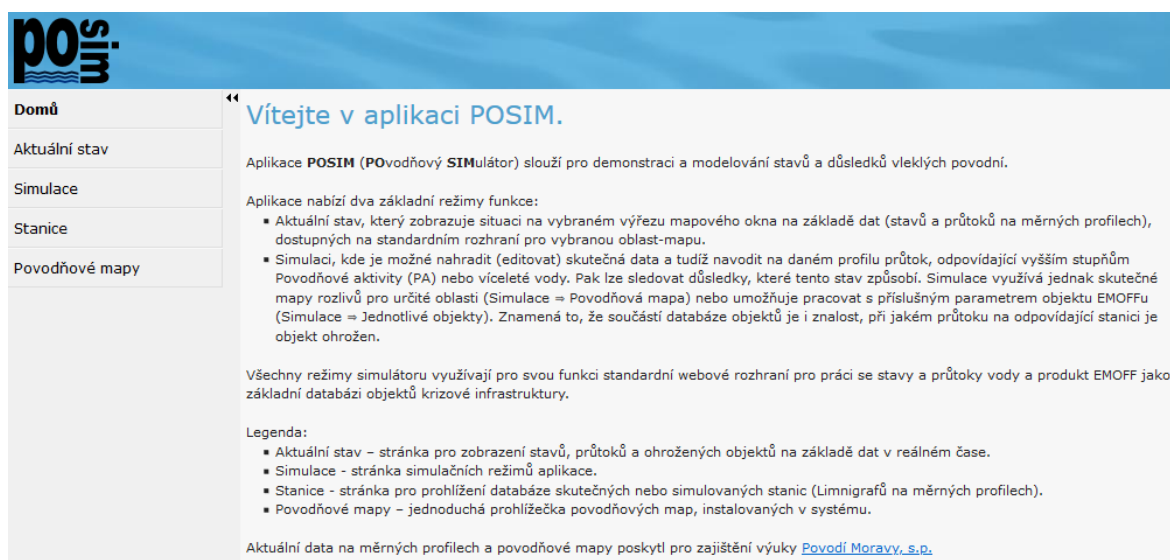 po sim
Domů
Aktuální stav
Simulace
Stanice
Povodňové mapy
Vítejte v aplikaci POSIM.
Aplikace POSIM (POvodňový SIMulátor) slouží pro demonstraci a modelování stavů a důsledků vleklých povodní.
Aplikace nabízí dva základní režimy funkce:
▪ Aktuální stav, který zobrazuje situaci na vybraném výřezu mapového okna na základě dat (stavů a průtoků na měrných profilech),
dostupných na standardním rozhraní pro vybranou oblast-mapu.
▪ Simulaci, kde je možné nahradit (editovat) skutečná data a tudíž navodit na daném profilu průtok, odpovídající vyšším stupňům
Povodňové aktivity (PA) nebo víceleté vody. Pak lze sledovat důsledky, které tento stav způsobí. Simulace využívá jednak skutečné
mapy rozlivů pro určité oblasti (Simulace ⇒ Povodňová mapa) nebo umožňuje pracovat s příslušným parametrem objektu EMOFFu
(Simulace ⇒ Jednotlivé objekty). Znamená to, že součástí databáze objektů je i znalost, při jakém průtoku na odpovídající stanici je
objekt ohrožen.
Všechny režimy simulátoru využívají pro svou funkci standardní webové rozhraní pro práci se stavy a průtoky vody a produkt EMOFF jako
základní databázi objektů krizové infrastruktury.
Legenda:
▪ Aktuální stav – stránka pro zobrazení stavů, průtoků a ohrožených objektů na základě dat v reálném čase.
▪ Simulace - stránka simulačních režimů aplikace.
▪ Stanice - stránka pro prohlížení databáze skutečných nebo simulovaných stanic (Limnigrafů na měrných profilech).
▪ Povodňové mapy – jednoduchá prohlížečka povodňových map, instalovaných v systému.
Aktuální data na měrných profilech a povodňové mapy poskytl pro zajištění výuky Povodí Moravy, s.p.